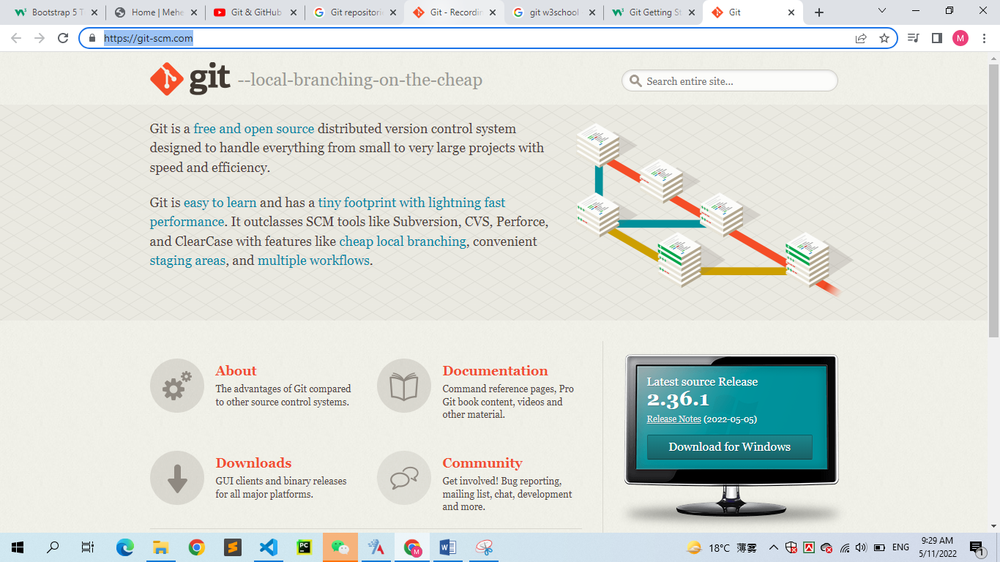 Bootstrap 5 T
Home | Mehe
Git & GitHub
Git repositorie
Git - Recordin
git w3school
Git Getting St
Git
https://git-scm.com
M
git --local-branching-on-the-cheap
Search entire site...
Git is a free and open source distributed version control system
designed to handle everything from small to very large projects with
speed and efficiency.
Git is easy to learn and has a tiny footprint with lightning fast
performance. It outclasses SCM tools like Subversion, CVS, Perforce,
and ClearCase with features like cheap local branching, convenient
staging areas, and multiple workflows.
About
The advantages of Git compared
to other source control systems.
Documentation
Command reference pages, Pro
Git book content, videos and
other material.
Downloads
GUI clients and binary releases
for all major platforms.
Community
Get involved! Bug reporting,
mailing list, chat, development
and more.
Latest source Release
2.36.1
Release Notes (2022-05-05)
Download for Windows
PC
M
W
18°C 薄雾
ENG
9:29 AM
5/11/2022
1